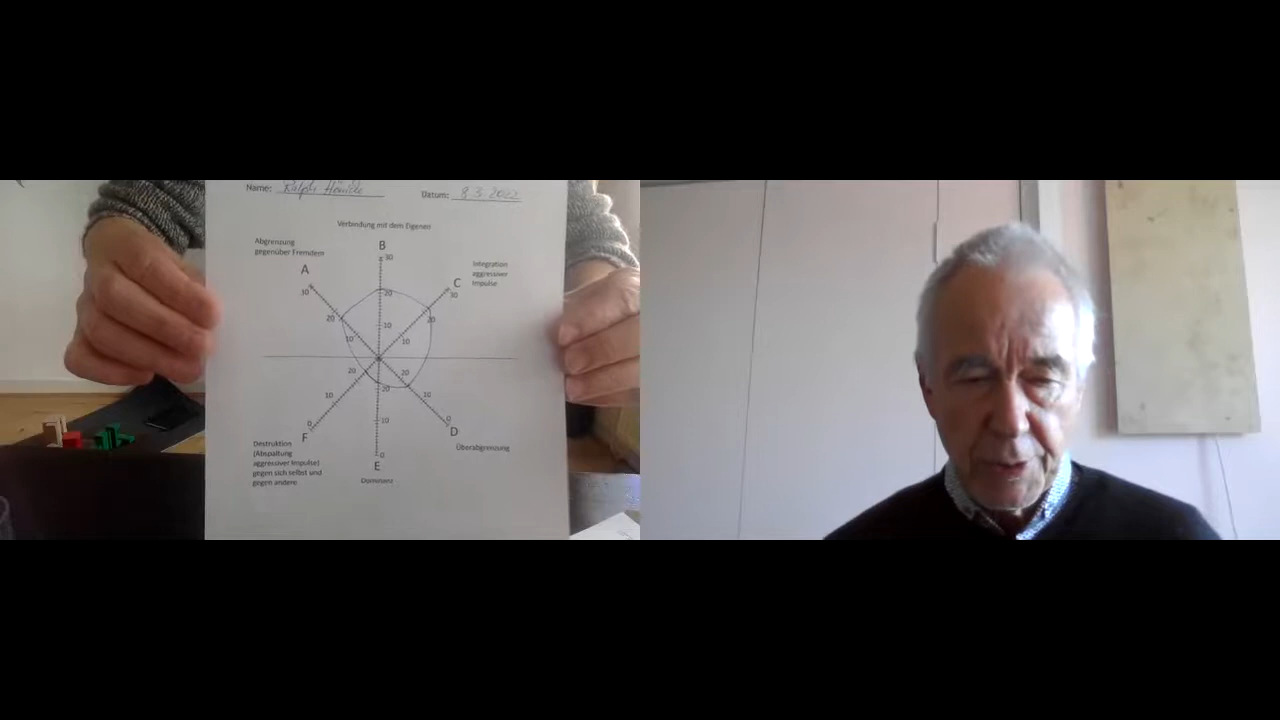 Name: Ralph
Datum: 8.3.2022
Verbindung mit dem Eigenen
Abgrenzung
gegenüber Fremdem
B
30
Integration
aggressiver
Impulse
A
30
C
30
20
20
20
10
10
10
20
20
20
10
10
10
0
0
0
F
D
E
Destruktion
(Abspaltung
aggressiver Impulse)
gegen sich selbst und
gegen andere
Überabgrenzung
Dominanz